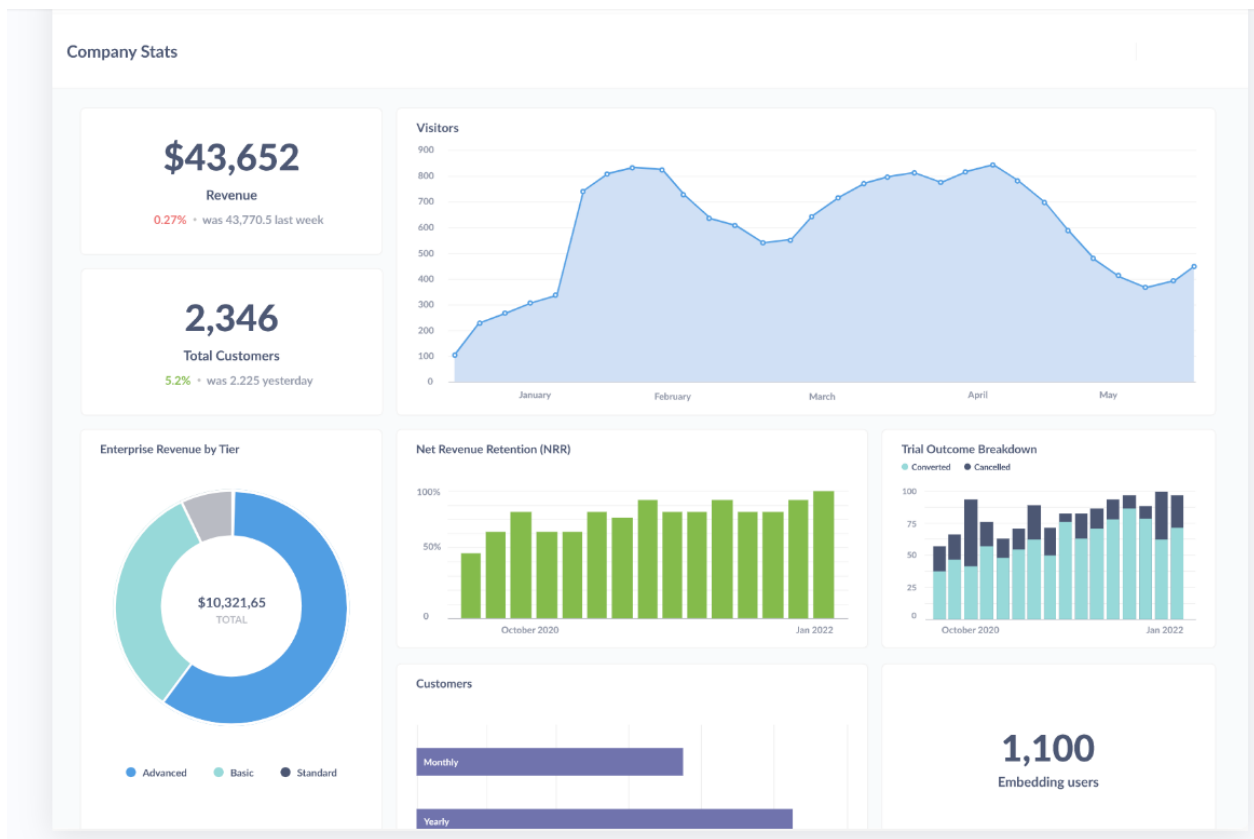 Company Stats
$43,652
Revenue
0.27% • was 43,770.5 last week
2,346
Total Customers
5.2% • was 2.225 yesterday
Visitors
900
800
700
600
500
400
300
200
100
0
January February March April May
Enterprise Revenue by Tier
$10,321,65
TOTAL
Advanced Basic Standard
Net Revenue Retention (NRR)
100%
50%
0
October 2020 Jan 2022
Trial Outcome Breakdown
Converted Cancelled
100
75
50
25
0
October 2020 Jan 2022
Customers
Monthly
Yearly
1,100
Embedding users